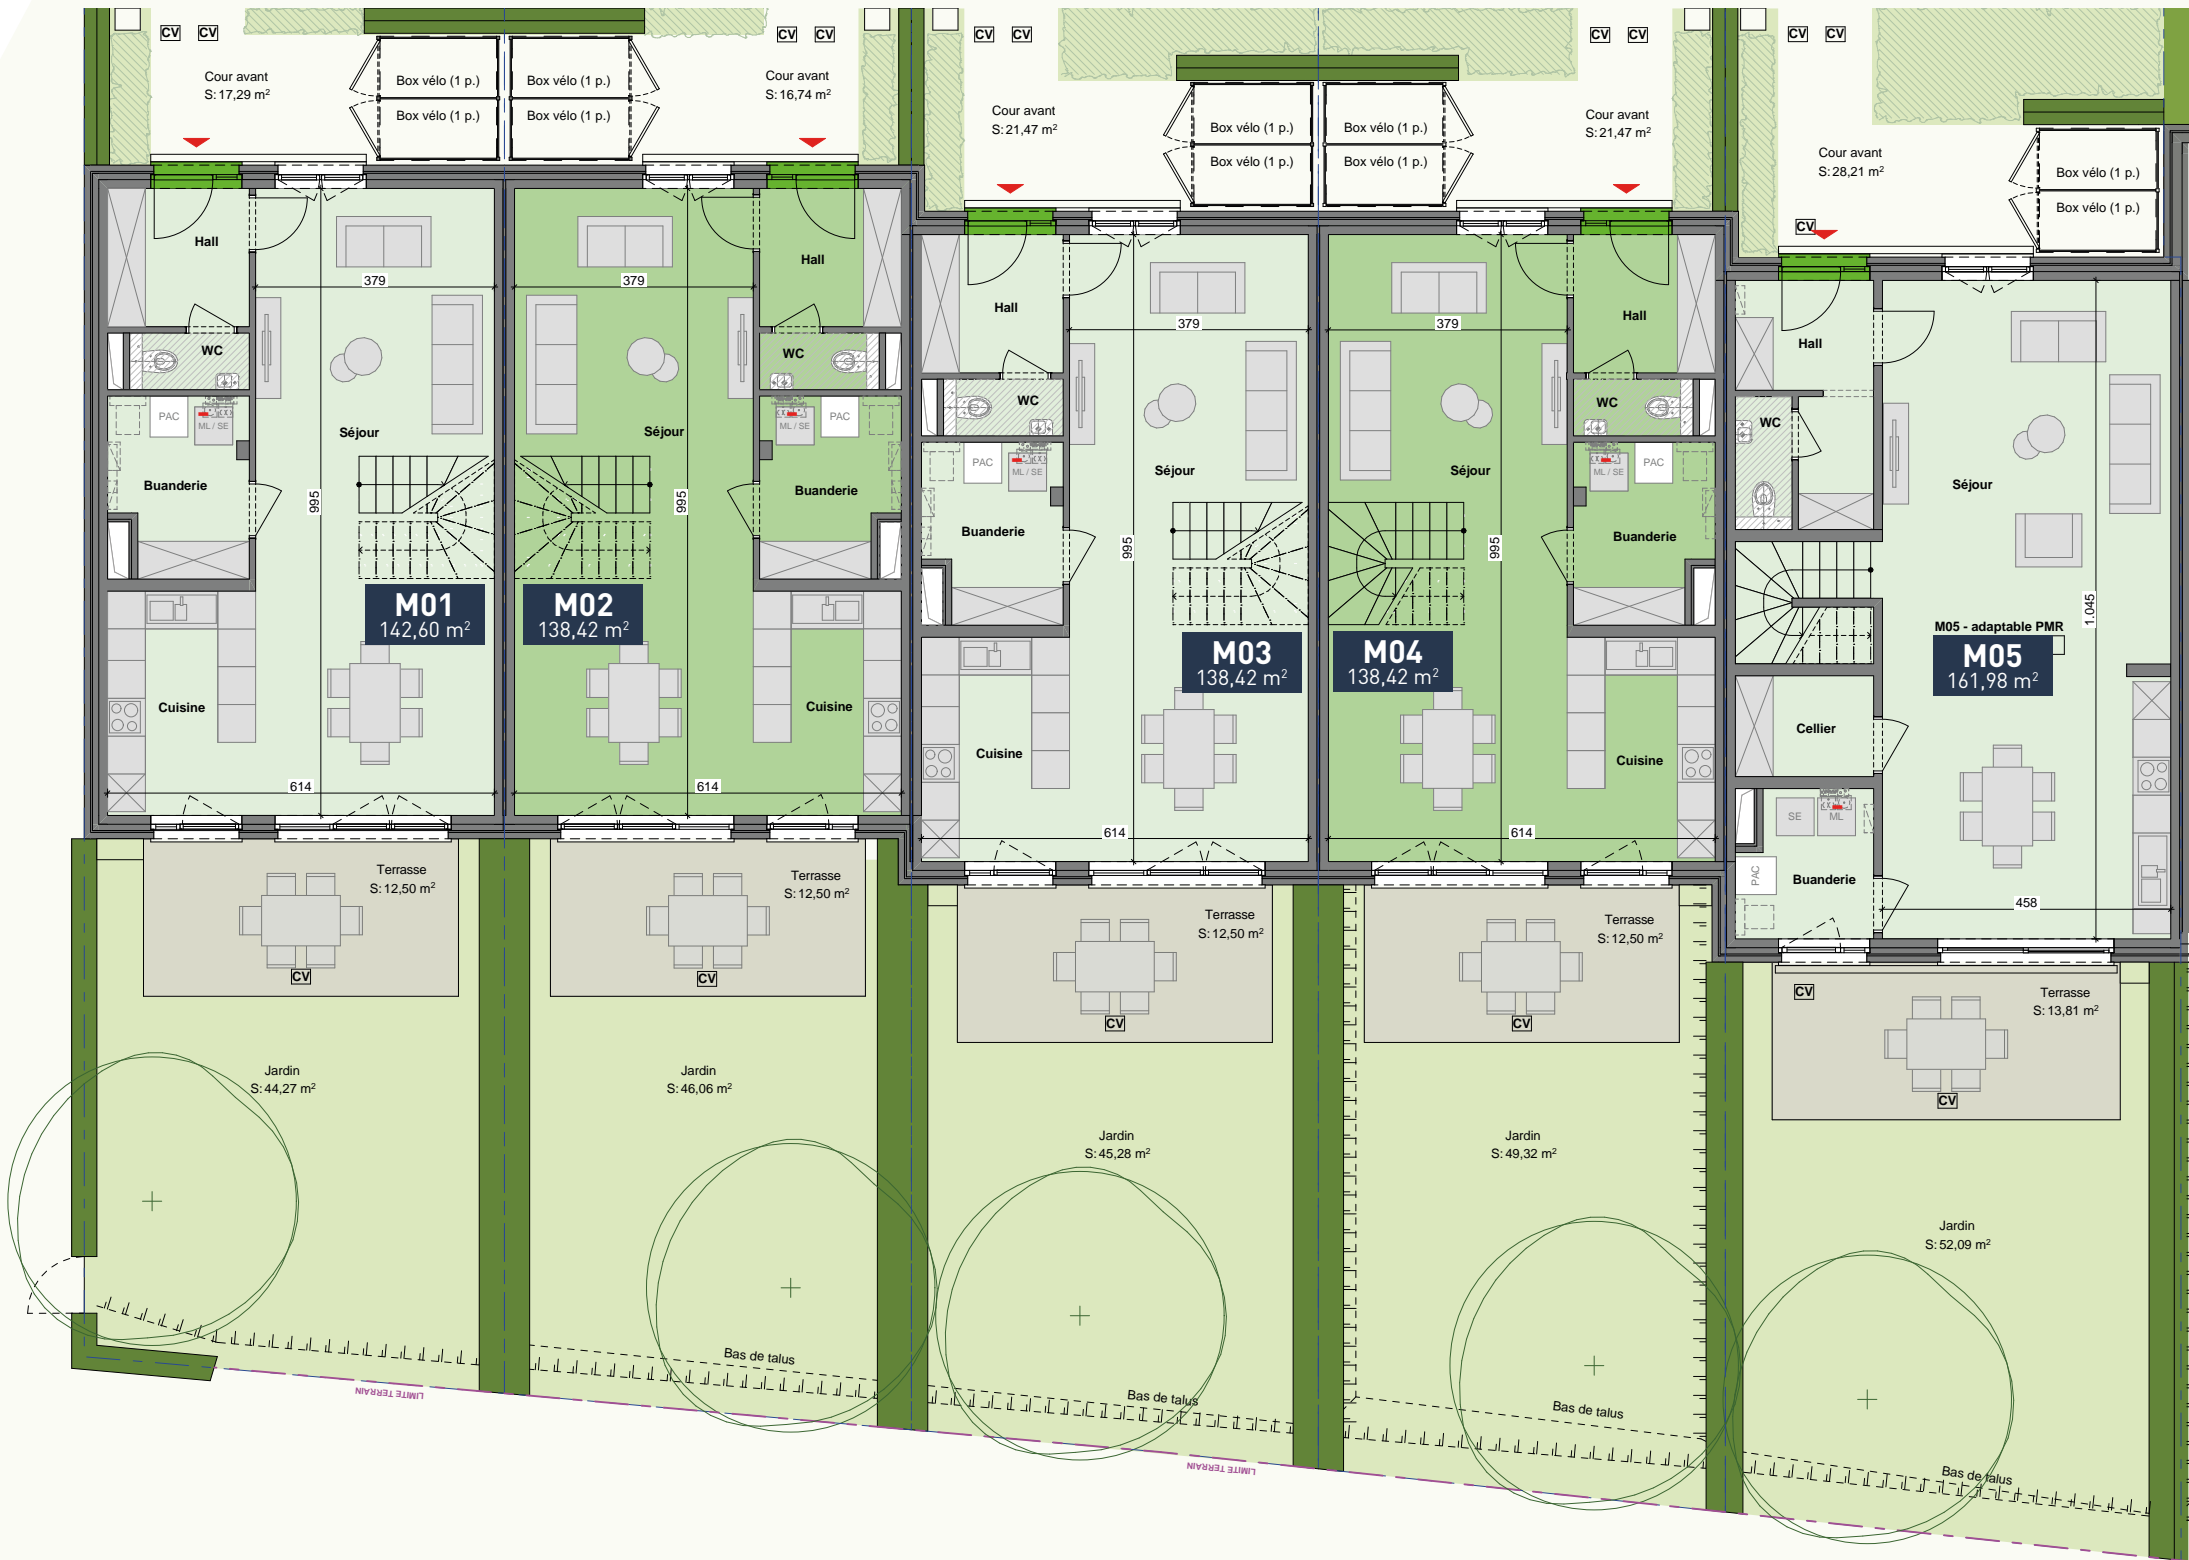 CV CV
Cour avant
S: 17,29 m²
Box vélo (1 p.)
Box vélo (1 p.)
Box vélo (1 p.)
Box vélo (1 p.)
CV CV
Cour avant
S: 16,74 m²
CV CV
Cour avant
S: 21,47 m²
Box vélo (1 p.)
Box vélo (1 p.)
Box vélo (1 p.)
Box vélo (1 p.)
CV CV
Cour avant
S: 21,47 m²
CV CV
Cour avant
S: 28,21 m²
CV
Box vélo (1 p.)
Box vélo (1 p.)
Hall
379
WC
PAC
ML / SE
Séjour
Buanderie
995
M01
142,60 m²
Cuisine
614
Hall
379
WC
ML / SE
PAC
Séjour
Buanderie
995
M02
138,42 m²
Cuisine
614
Hall
379
WC
PAC
ML / SE
Séjour
Buanderie
995
M03
138,42 m²
Cuisine
614
Hall
379
WC
ML / SE
PAC
Séjour
Buanderie
995
M04
138,42 m²
Cuisine
614
Hall
WC
Séjour
1.045
M05 - adaptable PMR
M05
161,98 m²
Cellier
SE
ML
PAC
Buanderie
458
Terrasse
S: 12,50 m²
CV
Terrasse
S: 12,50 m²
CV
Terrasse
S: 12,50 m²
CV
Terrasse
S: 12,50 m²
CV
CV
Terrasse
S: 13,81 m²
CV
Jardin
S: 44,27 m²
Jardin
S: 46,06 m²
Jardin
S: 45,28 m²
Jardin
S: 49,32 m²
Jardin
S: 52,09 m²
Bas de talus
Bas de talus
Bas de talus
Bas de talus
LIMITE TERRAIN
LIMITE TERRAIN